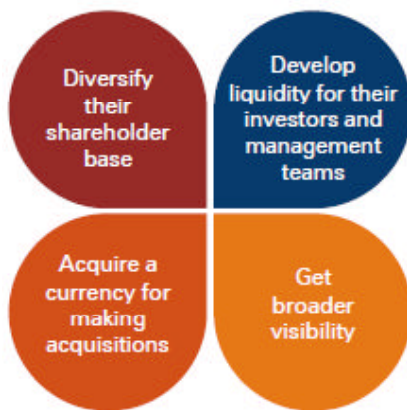 Diversify
their
shareholder
base
Develop
liquidity for their
investors and
management
teams
Acquire a
currency for
making
acquisitions
Get
broader
visibility